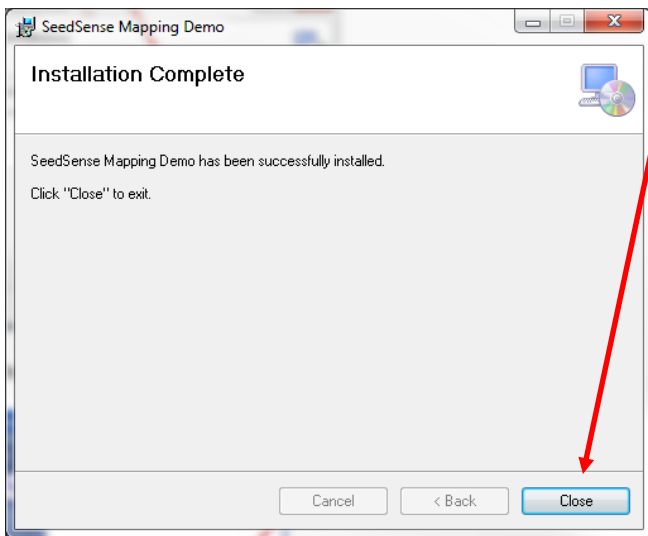 SeedSense Mapping Demo
Installation Complete
SeedSense Mapping Demo has been successfully installed.
Click "Close" to exit.
Cancel
< Back
Close